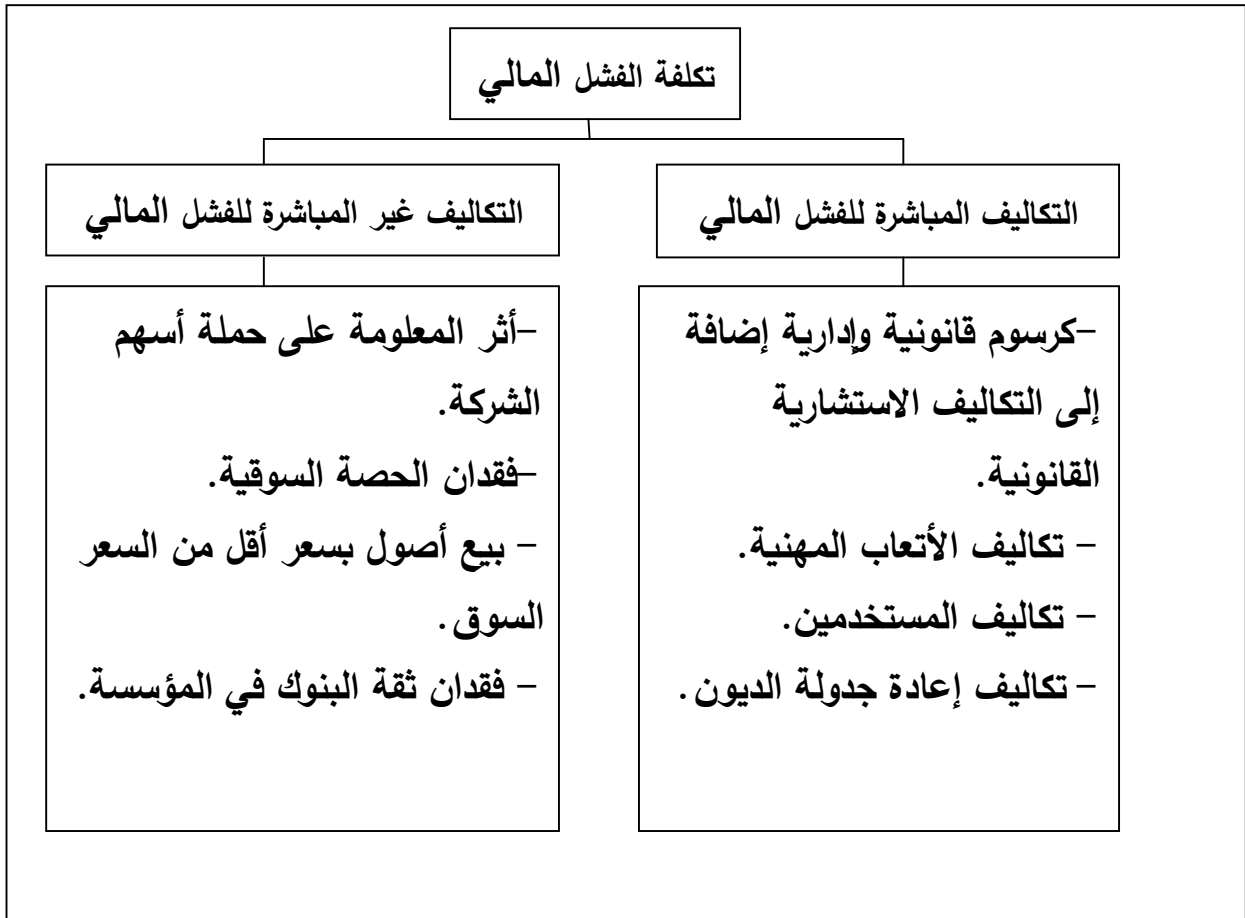 تكلفة الفشل المالي
التكاليف المباشرة للفشل المالي
–كرسوم قانونية وإدارية إضافة
إلى التكاليف الاستشارية
القانونية.
– تكاليف الأتعاب المهنية.
– تكاليف المستخدمين.
– تكاليف إعادة جدولة الديون.
التكاليف غير المباشرة للفشل المالي
–أثر المعلومة على حملة أسهم
الشركة.
–فقدان الحصة السوقية.
– بيع أصول بسعر أقل من السعر
السوق.
– فقدان ثقة البنوك في المؤسسة.